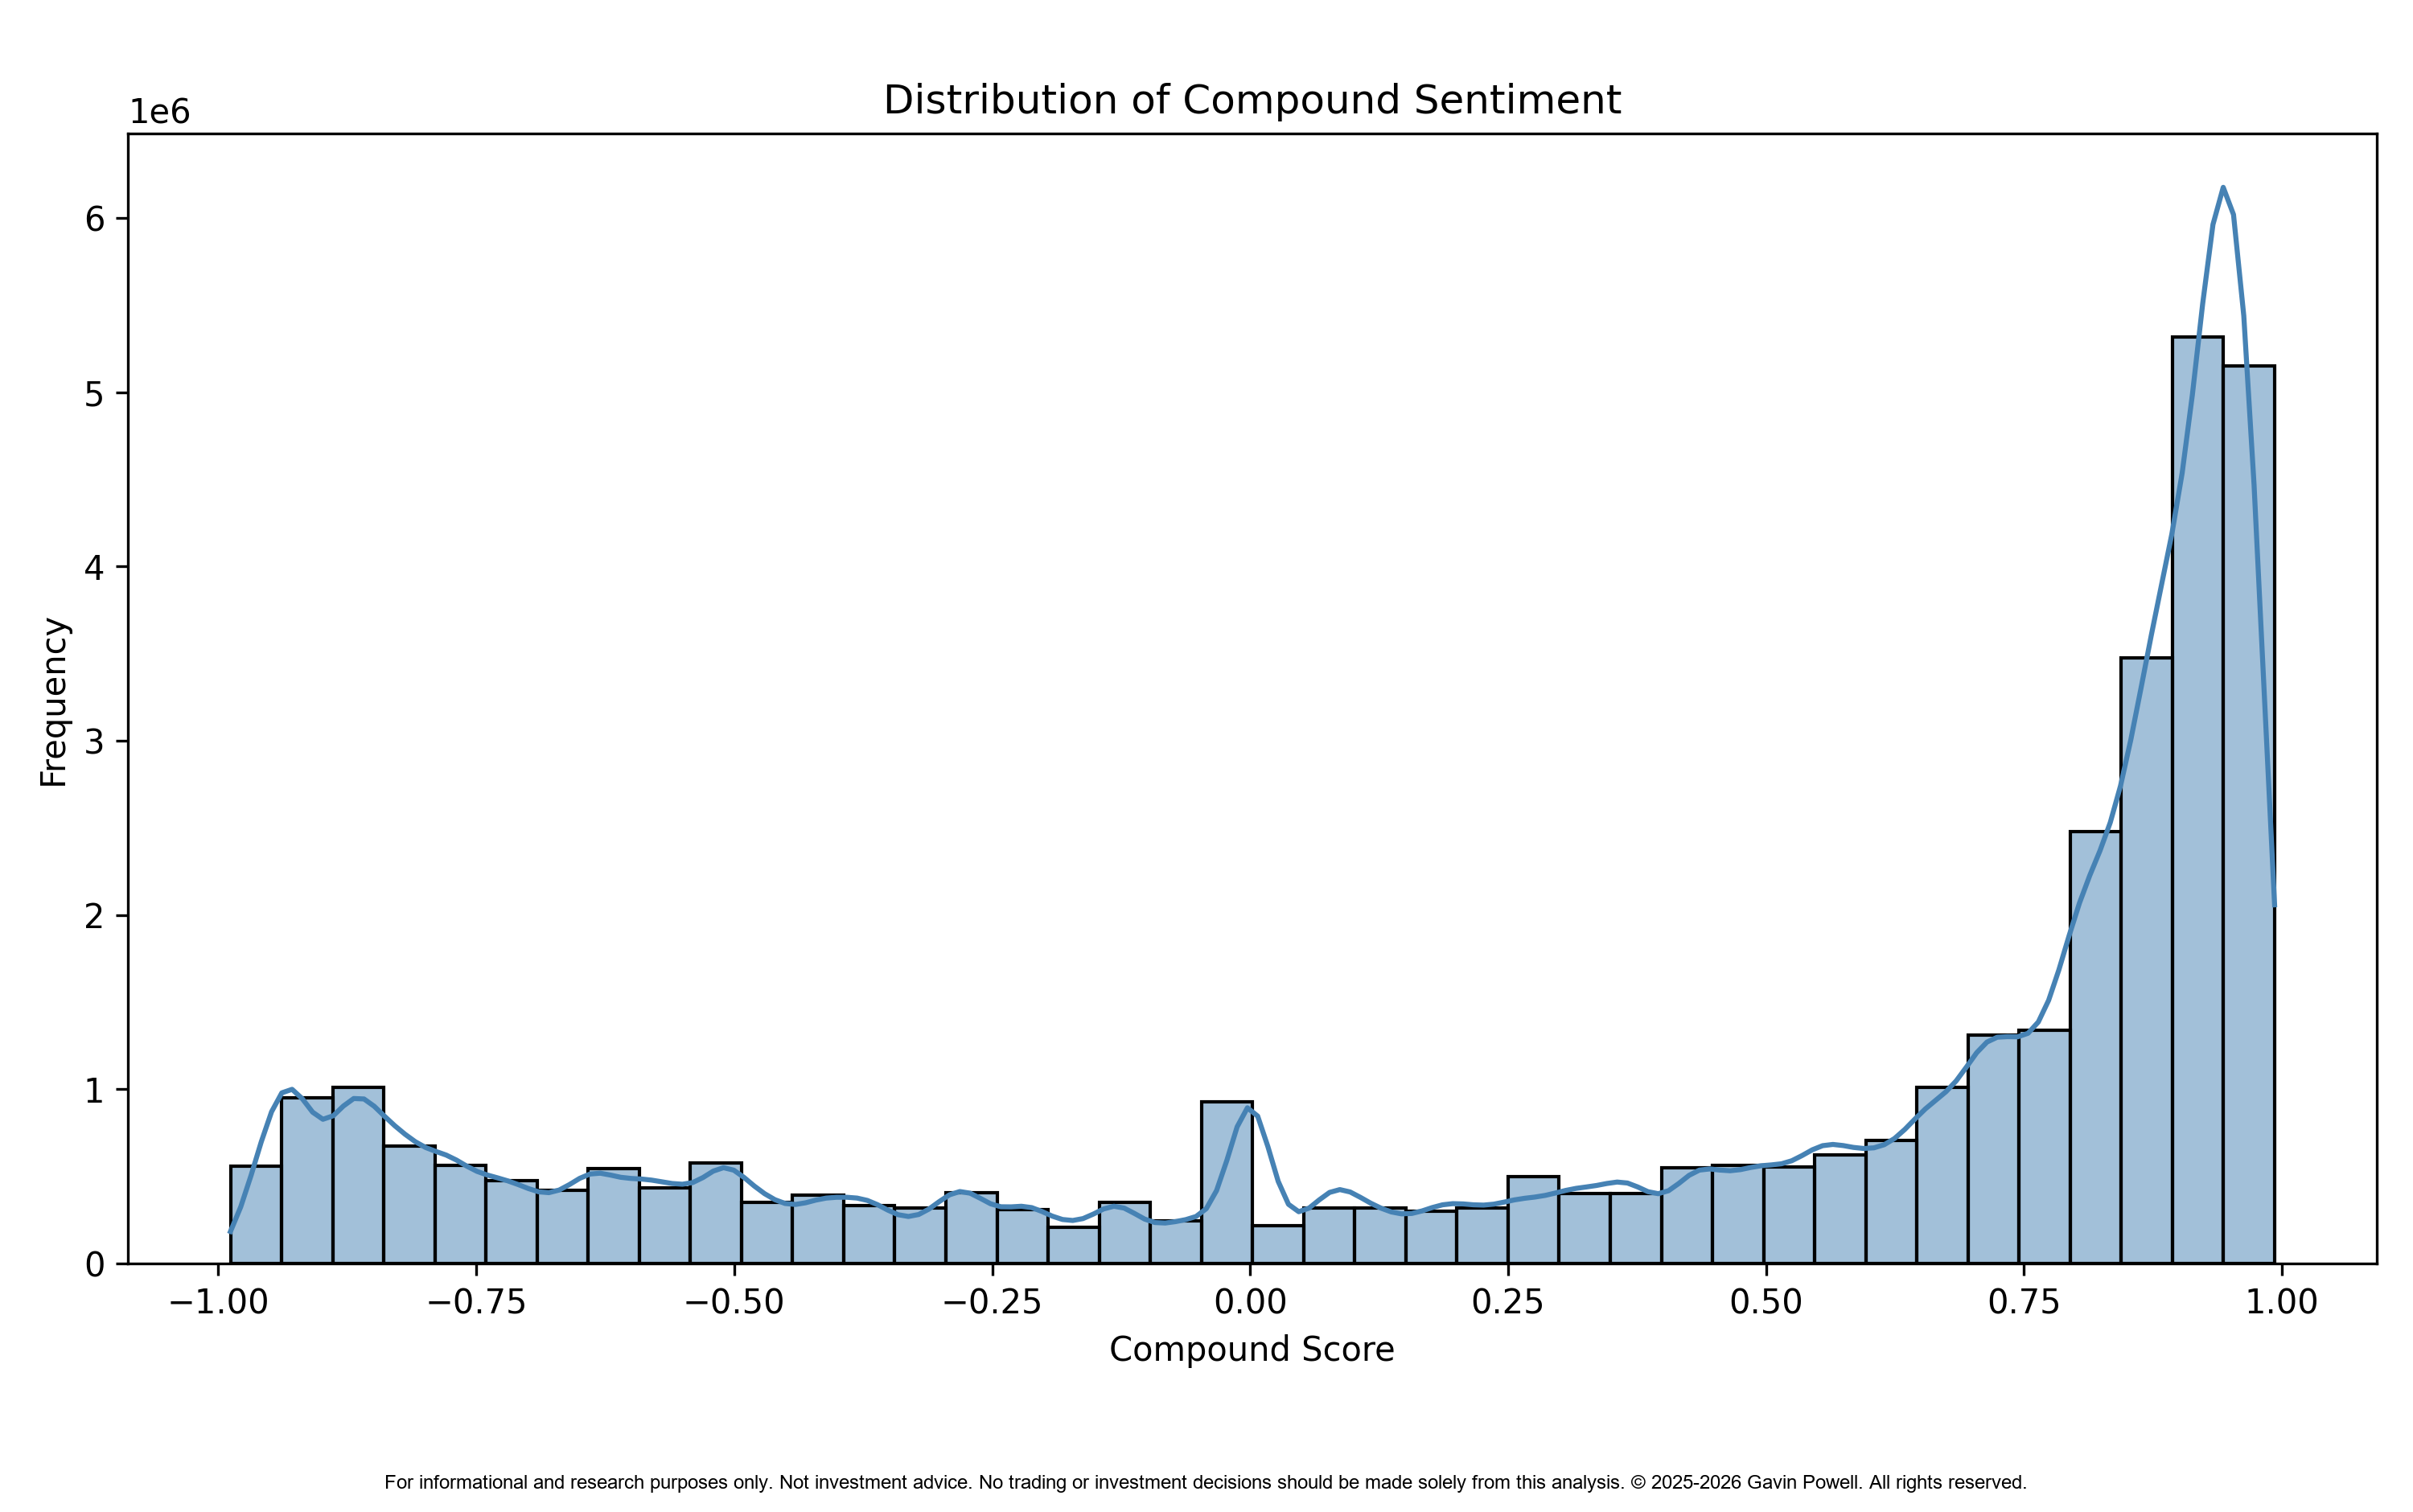 Distribution of Compound Sentiment
1e6
6
5
4
3
2
1
0
Frequency
−1.00 −0.75 −0.50 −0.25 0.00 0.25 0.50 0.75 1.00
Compound Score
For informational and research purposes only. Not investment advice. No trading or investment decisions should be made solely from this analysis. © 2025-2026 Gavin Powell. All rights reserved.